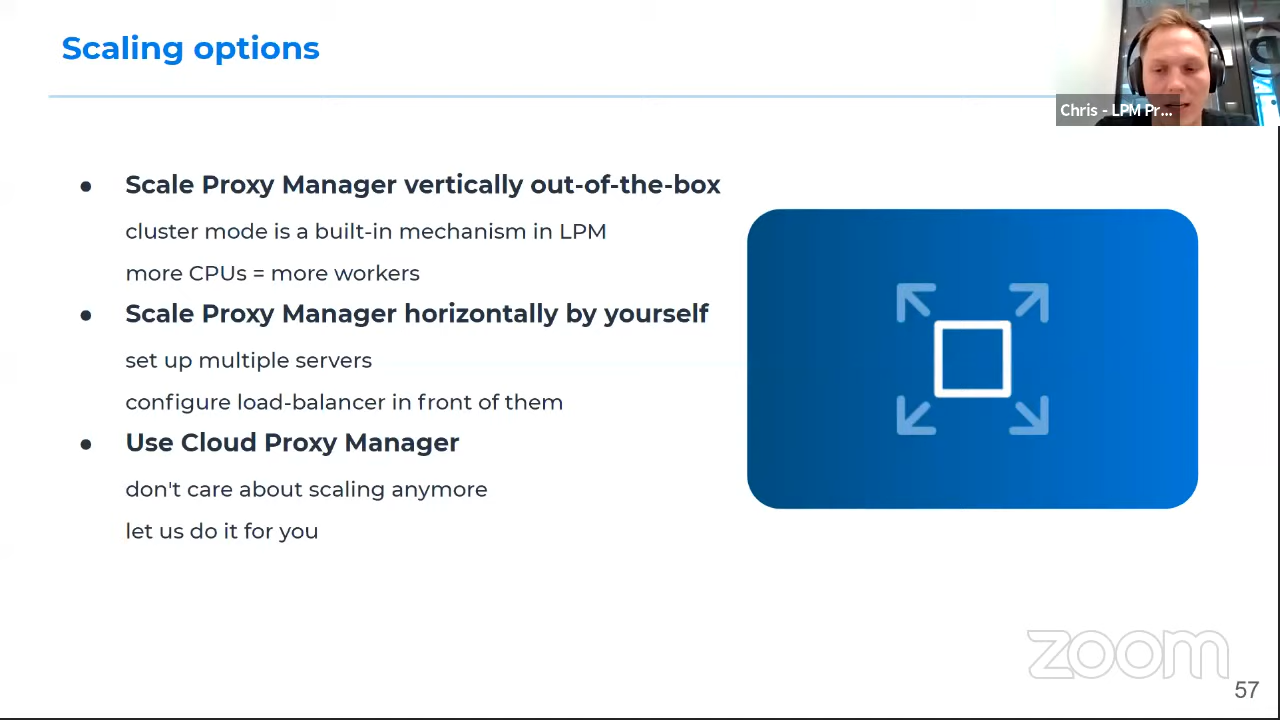 Scaling options
Chris - LPM Pr...
● Scale Proxy Manager vertically out-of-the-box
cluster mode is a built-in mechanism in LPM
more CPUs = more workers
● Scale Proxy Manager horizontally by yourself
set up multiple servers
configure load-balancer in front of them
● Use Cloud Proxy Manager
don't care about scaling anymore
let us do it for you
zoom
57